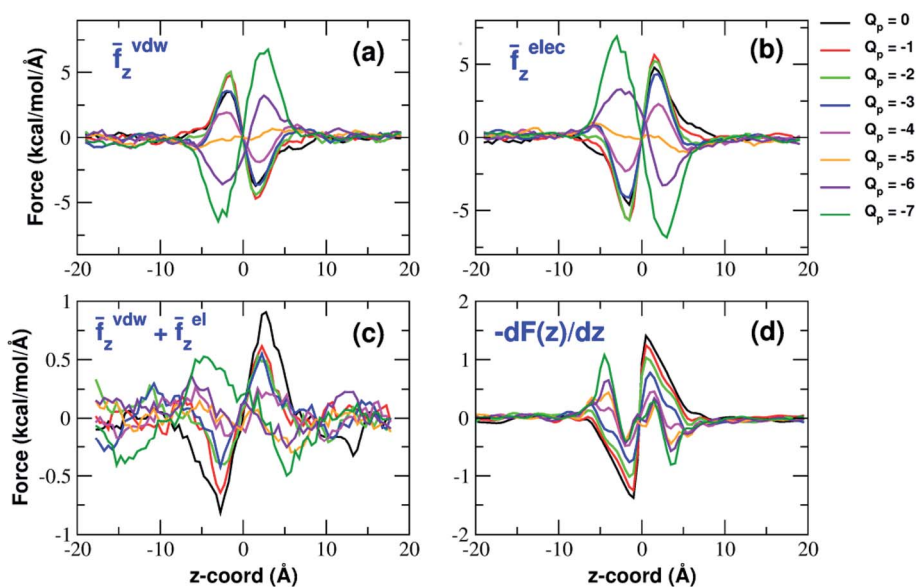 f̄z vdw (a)
f̄z elec (b)
Qp = 0
Qp = -1
Qp = -2
Qp = -3
Qp = -4
Qp = -5
Qp = -6
Qp = -7
Force (kcal/mol/Å)
5
0
-5
-20 -10 0 10 20
5
0
-5
-20 -10 0 10 20
f̄z vdw + f̄z el (c)
-dF(z)/dz (d)
Force (kcal/mol/Å)
1
0.5
0
-0.5
-1
-20 -10 0 10 20
2
1
0
-1
-2
-20 -10 0 10 20
z-coord (Å) z-coord (Å)